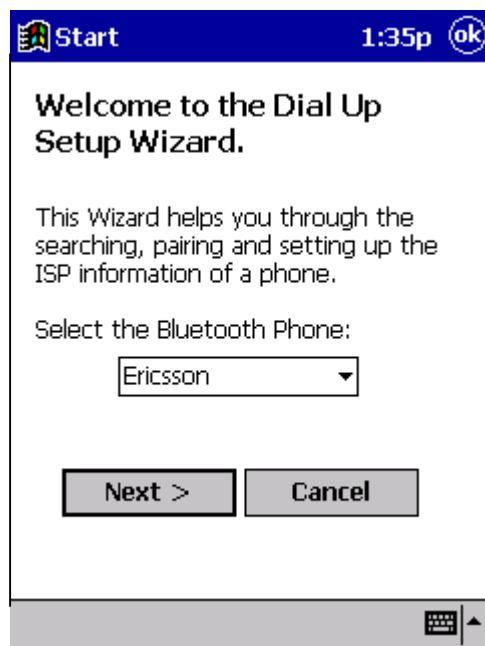 Start 1:35p ok
Welcome to the Dial Up
Setup Wizard.
This Wizard helps you through the
searching, pairing and setting up the
ISP information of a phone.
Select the Bluetooth Phone:
Ericsson
Next > Cancel